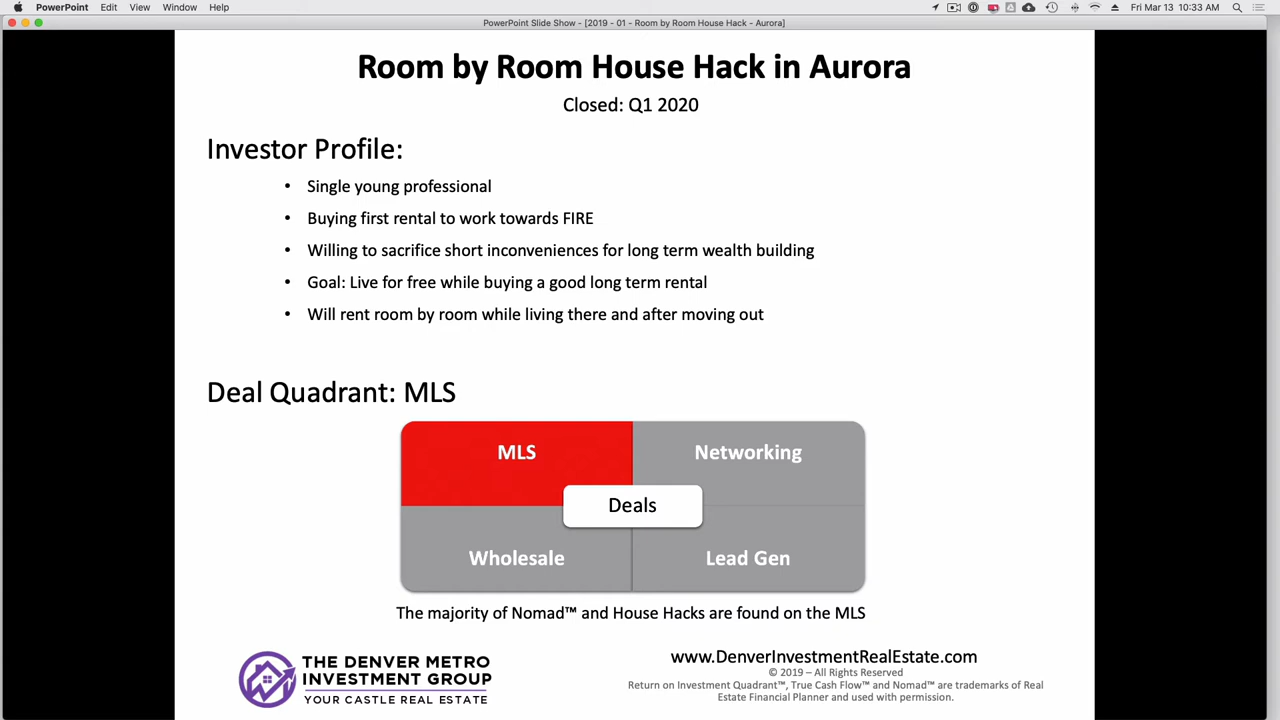 PowerPoint Edit View Window Help Fri Mar 13 10:33 AM
PowerPoint Slide Show - [2019 - 01 - Room by Room House Hack - Aurora]
Room by Room House Hack in Aurora
Closed: Q1 2020
Investor Profile:
• Single young professional
• Buying first rental to work towards FIRE
• Willing to sacrifice short inconveniences for long term wealth building
• Goal: Live for free while buying a good long term rental
• Will rent room by room while living there and after moving out
Deal Quadrant: MLS
MLS Networking
Deals
Wholesale Lead Gen
The majority of Nomad™ and House Hacks are found on the MLS
THE DENVER METRO
INVESTMENT GROUP
YOUR CASTLE REAL ESTATE
www.DenverInvestmentRealEstate.com
© 2019 – All Rights Reserved
Return on Investment Quadrant™, True Cash Flow™ and Nomad™ are trademarks of Real
Estate Financial Planner and used with permission.